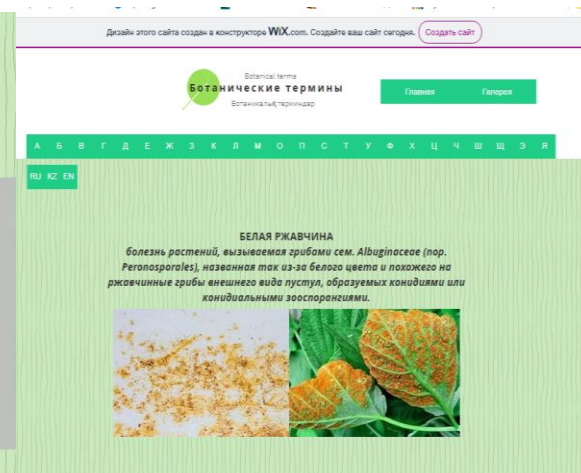 Дизайн этого сайта создан в конструкторе WiX.com. Создайте ваш сайт сегодня. Создать сайт
Botanical terms
Ботанические термины
Ботаникалық терминдер
Главная Галерея
А Б В Г Д Е Ж З К Л М О П С Т У Ф Х Ц Ч Ш Щ Э Я
RU KZ EN
БЕЛАЯ РЖАВЧИНА
болезнь растений, вызываемая грибами сем. Albuginaceae (пор.
Peronosporales), названная так из-за белого цвета и похожего на
ржавчинные грибы внешнего вида пустул, образуемых конидиями или
конидиальными зооспорангиями.